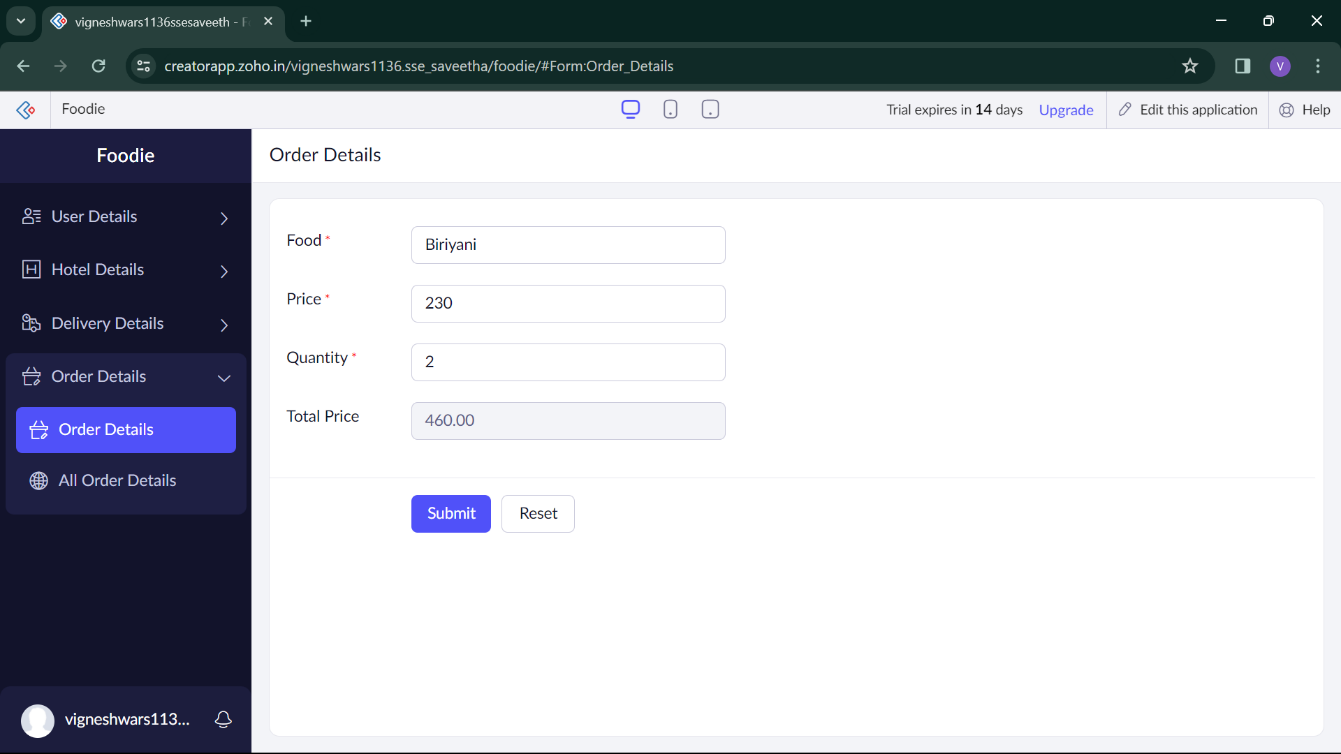 vigneshwars1136ssesaveeth - F
creatorapp.zoho.in/vigneshwars1136.sse_saveetha/foodie/#Form:Order_Details
V
Foodie
Trial expires in 14 days
Upgrade
Edit this application
Help
Foodie
Order Details
User Details
Hotel Details
Delivery Details
Order Details
Order Details
All Order Details
Food *
Biriyani
Price *
230
Quantity *
2
Total Price
460.00
Submit
Reset
vigneshwars113...